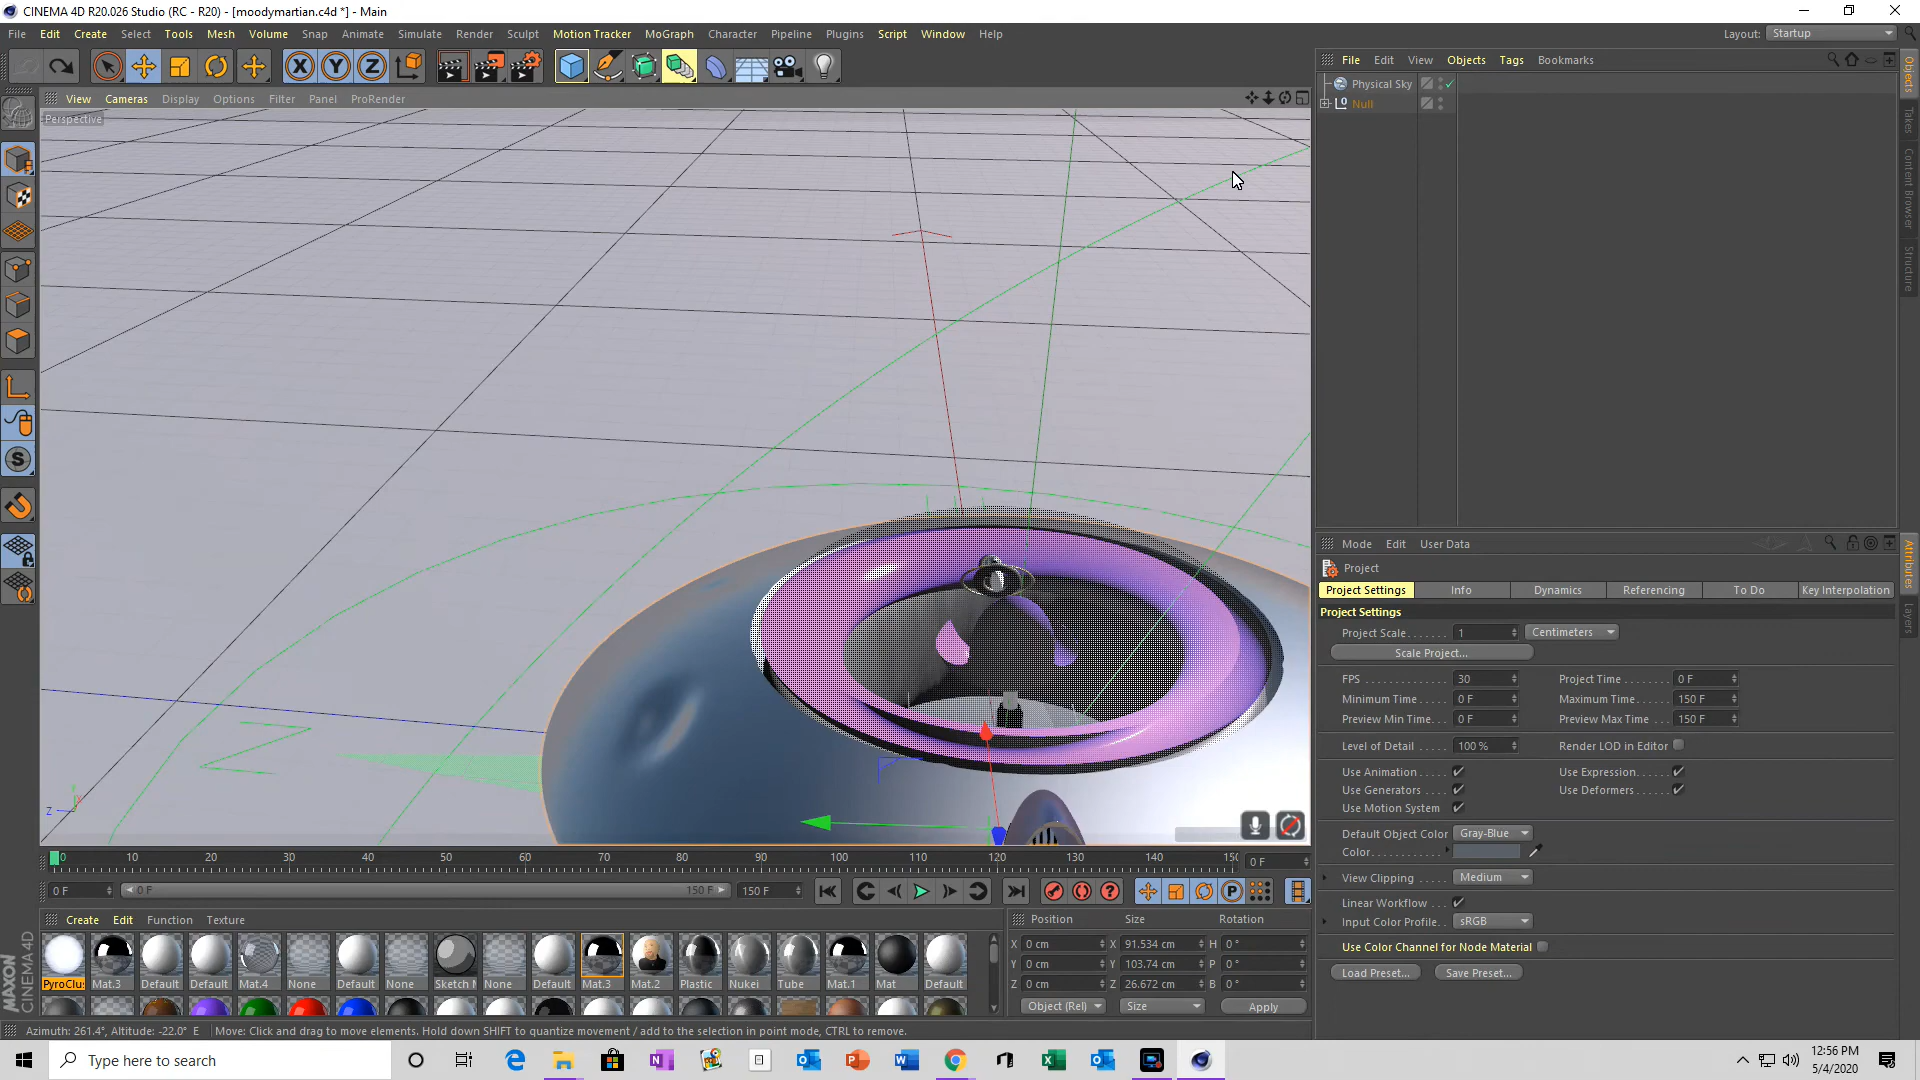 CINEMA 4D R20.026 Studio (RC - R20) - [moodymartian.c4d *] - Main
File Edit Create Select Tools Mesh Volume Snap Animate Simulate Render Sculpt Motion Tracker MoGraph Character Pipeline Plugins Script Window Help
Layout: Startup
File Edit View Objects Tags Bookmarks
View Cameras Display Options Filter Panel ProRender
Perspective
Physical Sky
Null
Objects
Takes
Content Browser
Structure
Mode Edit User Data
Project
Project Settings Info Dynamics Referencing To Do Key Interpolation
Project Settings
Project Scale 1 Centimeters
Scale Project...
FPS 30 Project Time 0 F
Minimum Time 0 F Maximum Time 150 F
Preview Min Time 0 F Preview Max Time 150 F
Level of Detail 100 % Render LOD in Editor
Use Animation Use Expression
Use Generators Use Deformers
Use Motion System
Default Object Color Gray-Blue
Color
View Clipping Medium
Linear Workflow
Input Color Profile sRGB
Use Color Channel for Node Material
Load Preset... Save Preset...
Attributes
Layers
Z
0 10 20 30 40 50 60 70 80 90 100 110 120 130 140 150 0 F
0 F 0 F 150 F 150 F
Create Edit Function Texture
PyroClus Mat.3 Default Default Mat.4 None Default None Sketch M None Default Mat.3 Mat.2 Plastic Nukei Tube Mat.1 Mat Default
Position Size Rotation
X 0 cm X 91.534 cm H 0 °
Y 0 cm Y 103.74 cm P 0 °
Z 0 cm Z 26.672 cm B 0 °
Object (Rel) Size Apply
MAXON CINEMA 4D
Azimuth: 261.4°, Altitude: -22.0° E Move: Click and drag to move elements. Hold down SHIFT to quantize movement / add to the selection in point mode, CTRL to remove.
Type here to search
12:56 PM
5/4/2020